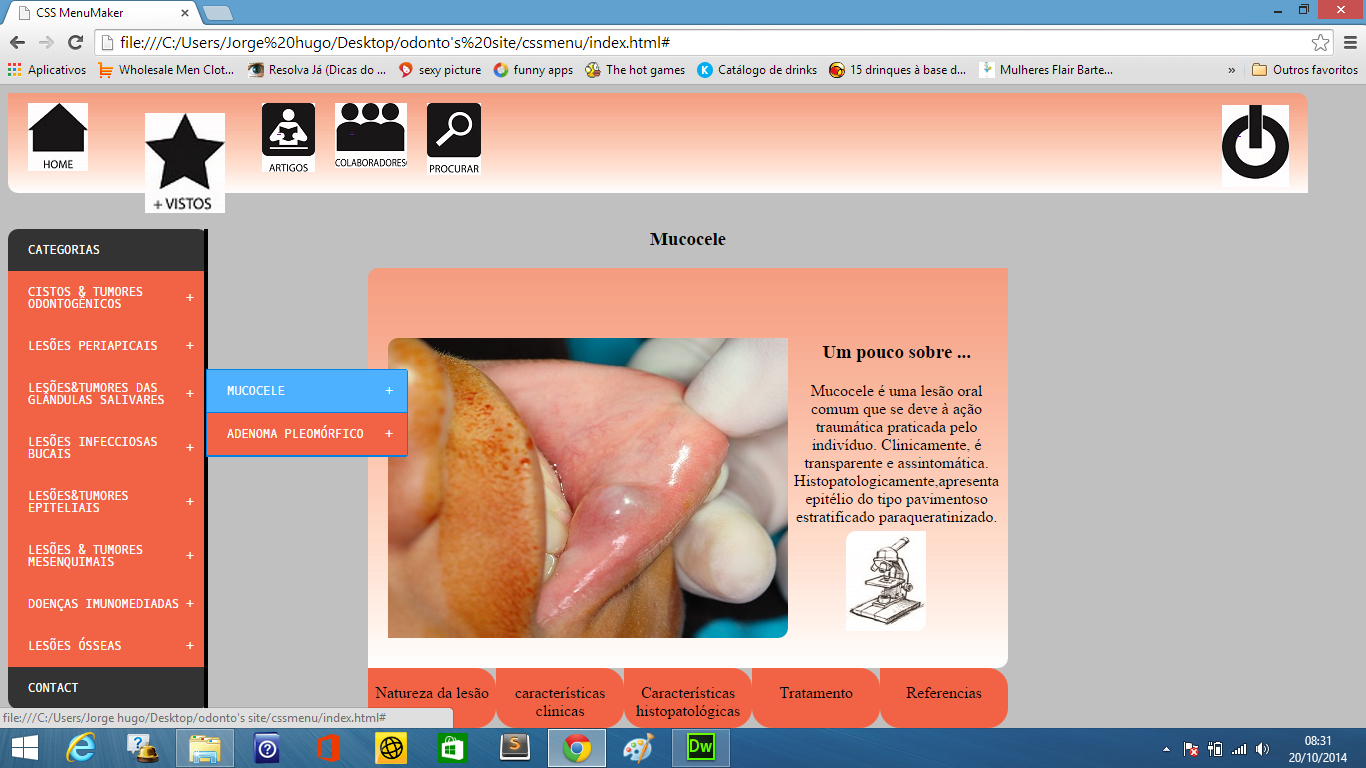 CSS MenuMaker
file:///C:/Users/Jorge%20hugo/Desktop/odonto's%20site/cssmenu/index.html#
Aplicativos Wholesale Men Clot... Resolva Já (Dicas do ... sexy picture funny apps The hot games Catálogo de drinks 15 drinques à base d... Mulheres Flair Barte... » Outros favoritos
HOME
+ VISTOS
ARTIGOS
COLABORADORES
PROCURAR
CATEGORIAS
CISTOS & TUMORES
ODONTOGÊNICOS +
LESÕES PERIAPICAIS +
LESÕES&TUMORES DAS
GLÂNDULAS SALIVARES +
LESÕES INFECCIOSAS
BUCAIS +
LESÕES&TUMORES
EPITELIAIS +
LESÕES & TUMORES
MESENQUIMAIS +
DOENÇAS IMUNOMEDIADAS +
LESÕES ÓSSEAS +
CONTACT
MUCOCELE +
ADENOMA PLEOMÓRFICO +
Mucocele
Um pouco sobre ...
Mucocele é uma lesão oral
comum que se deve à ação
traumática praticada pelo
indivíduo. Clinicamente, é
transparente e assintomática.
Histopatologicamente,apresenta
epitélio do tipo pavimentoso
estratificado paraqueratinizado.
Natureza da lesão
características
clinicas
Características
histopatológicas
Tratamento
Referencias
file:///C:/Users/Jorge hugo/Desktop/odonto's site/cssmenu/index.html#
S
Dw
08:31
20/10/2014